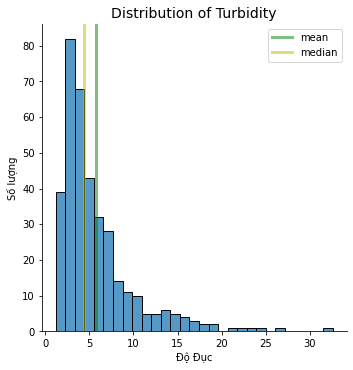 Distribution of Turbidity
mean
median
80
70
60
50
40
30
20
10
0
Số lượng
0 5 10 15 20 25 30
Độ Đục